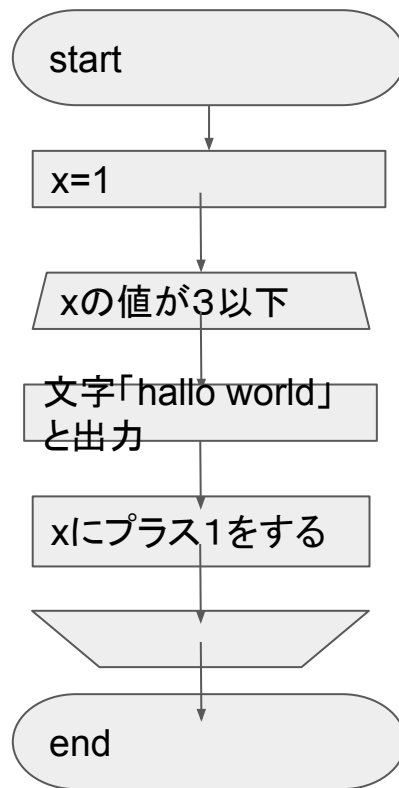 start
x=1
xの値が３以下
文字「hallo world」
と出力
xにプラス１をする
end